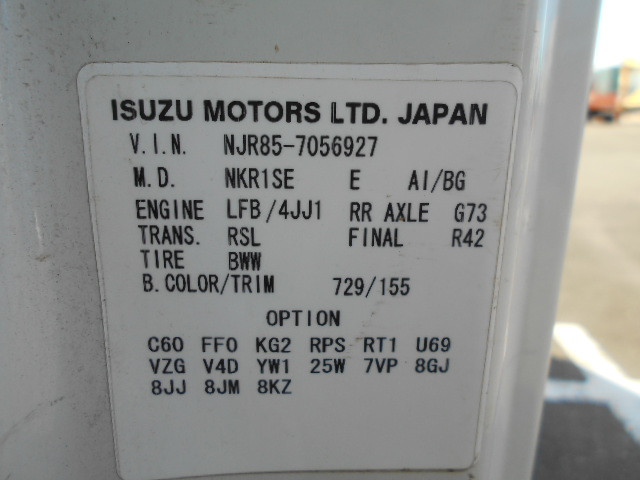 ISUZU MOTORS LTD. JAPAN
V.I.N. NJR85-7056927
M.D. NKR1SE E AI/BG
ENGINE LFB/4JJ1 RR AXLE G73
TRANS. RSL FINAL R42
TIRE BWW
B.COLOR/TRIM 729/155
OPTION
C60 FF0 KG2 RPS RT1 U69
VZG V4D YW1 25W 7VP 8GJ
8JJ 8JM 8KZ